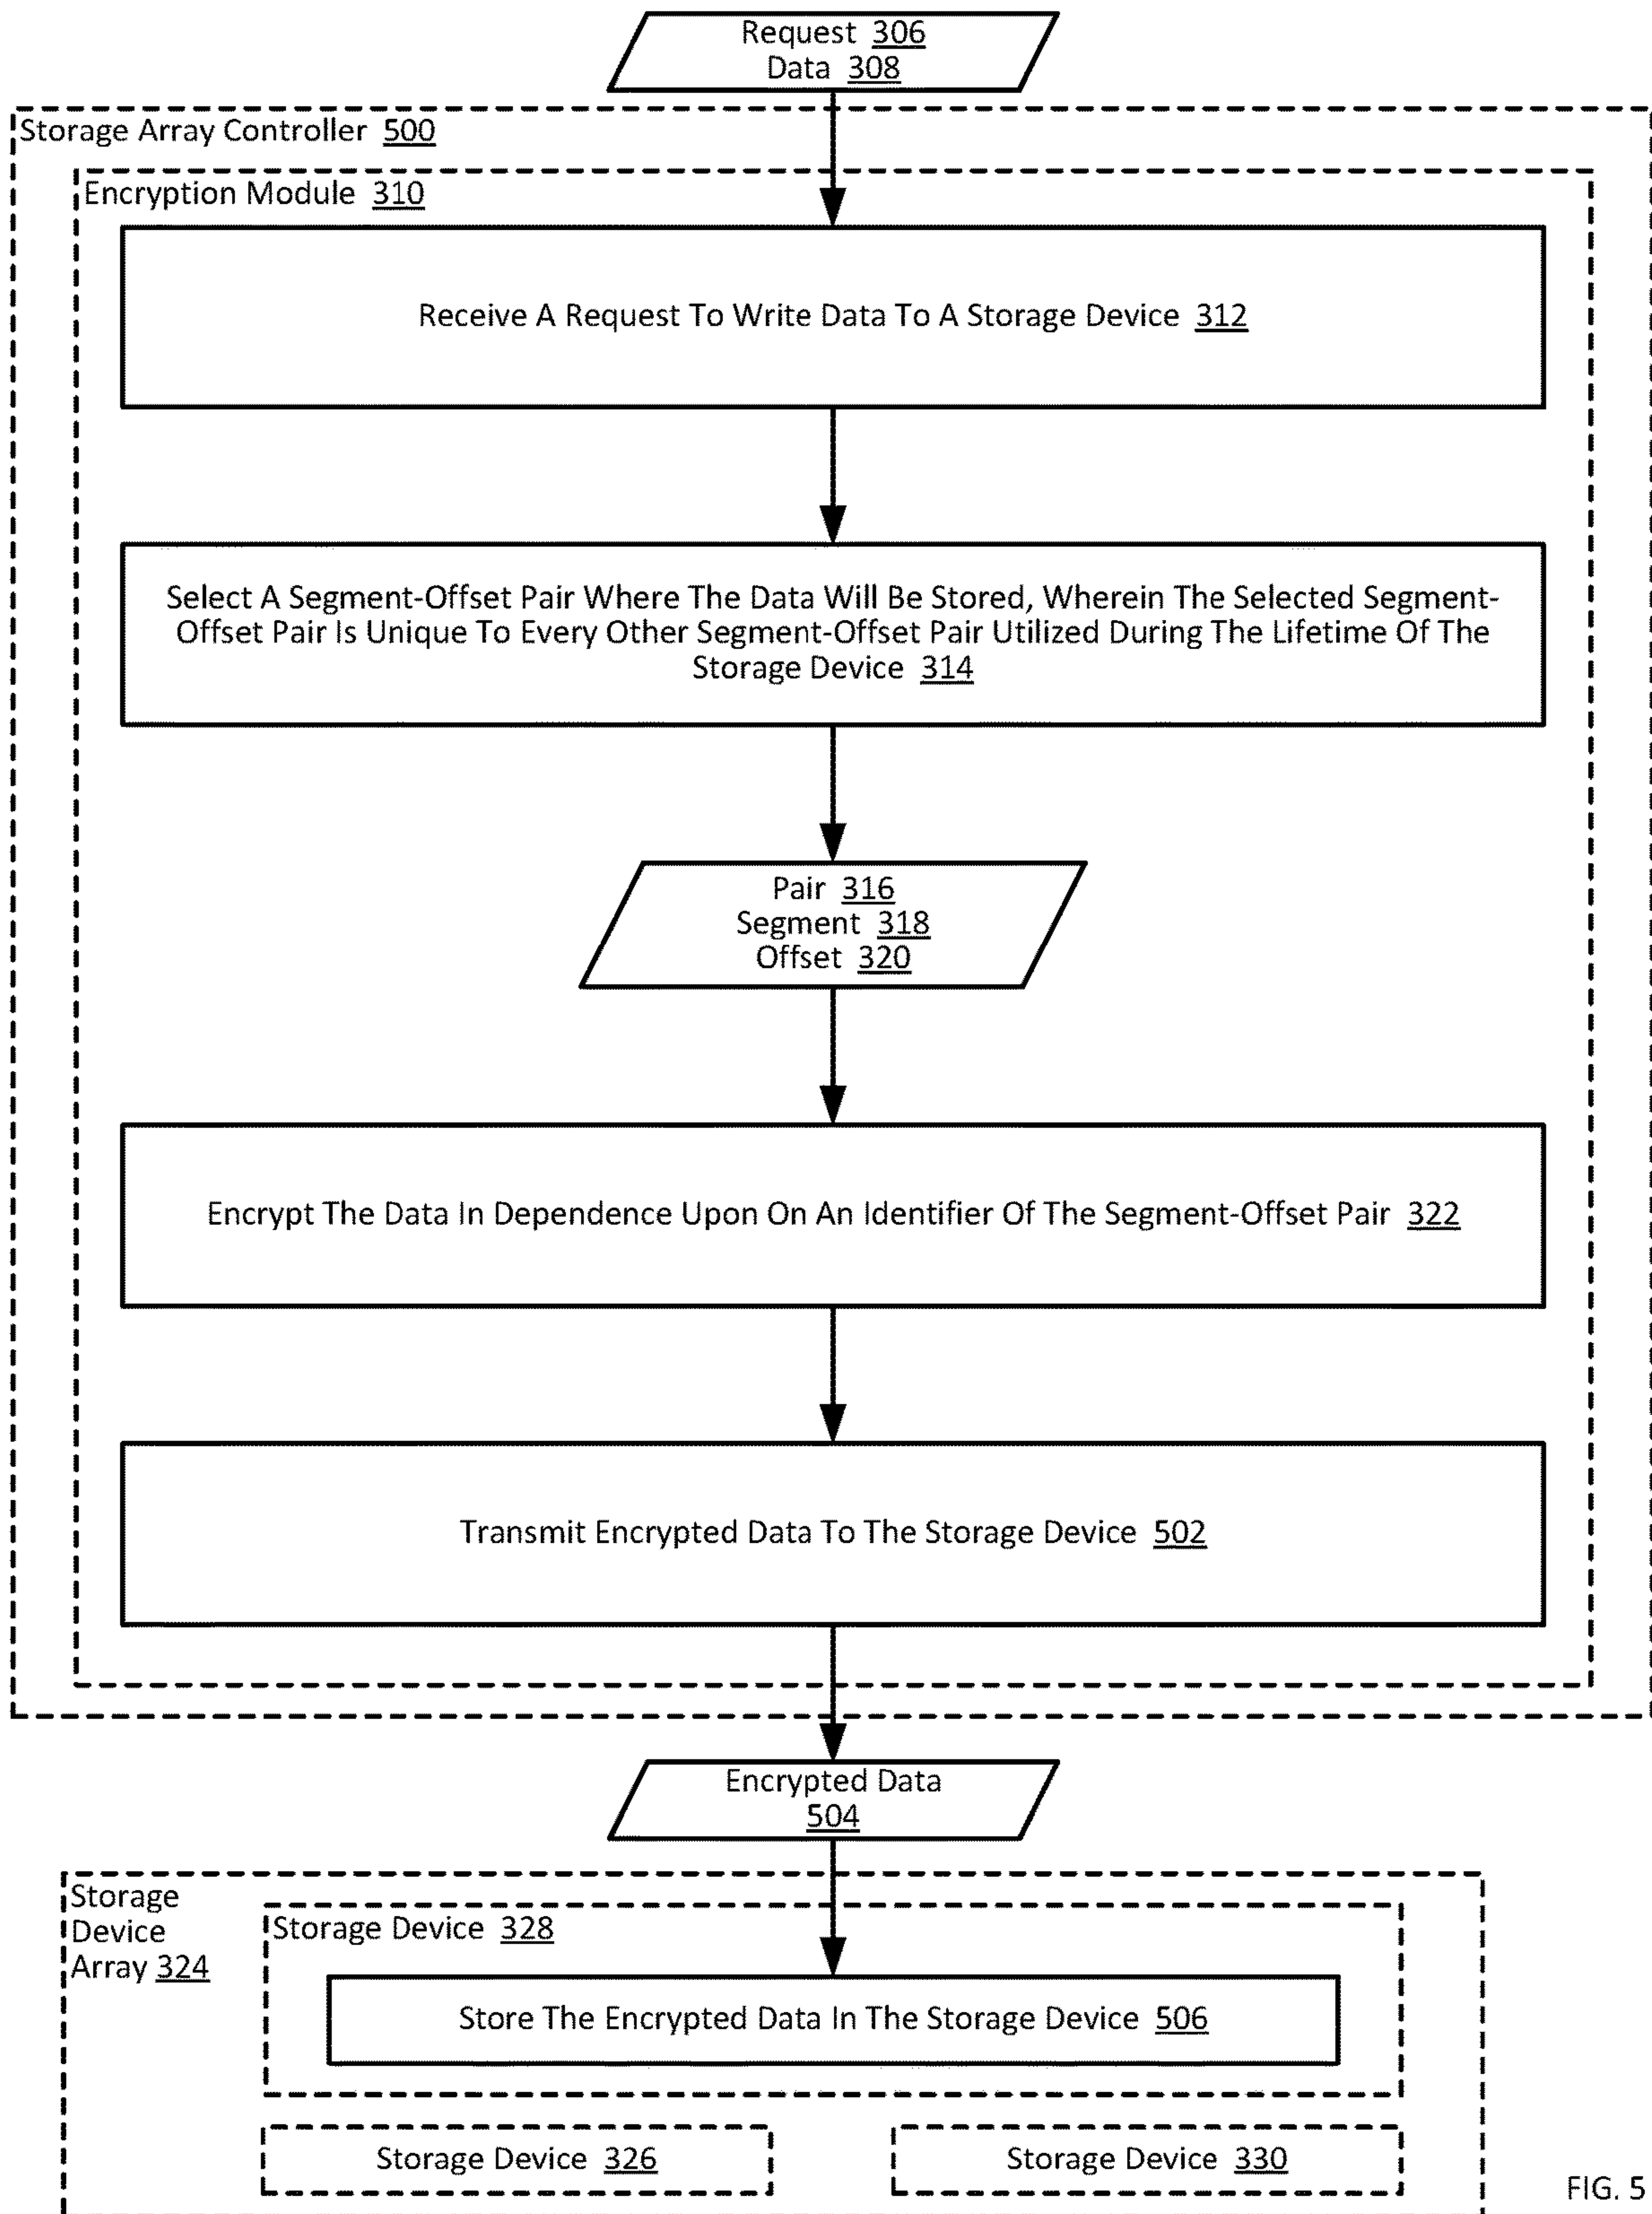 Request 306
Data 308
Storage Array Controller 500
Encryption Module 310
Receive A Request To Write Data To A Storage Device 312
Select A Segment-Offset Pair Where The Data Will Be Stored, Wherein The Selected Segment-
Offset Pair Is Unique To Every Other Segment-Offset Pair Utilized During The Lifetime Of The
Storage Device 314
Pair 316
Segment 318
Offset 320
Encrypt The Data In Dependence Upon On An Identifier Of The Segment-Offset Pair 322
Transmit Encrypted Data To The Storage Device 502
Encrypted Data
504
Storage
Device
Array 324
Storage Device 328
Store The Encrypted Data In The Storage Device 506
Storage Device 326
Storage Device 330
FIG. 5